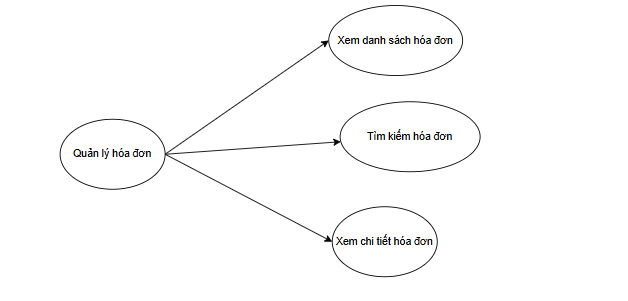 Xem danh sách hóa đơn
Tìm kiếm hóa đơn
Quản lý hóa đơn
Xem chi tiết hóa đơn